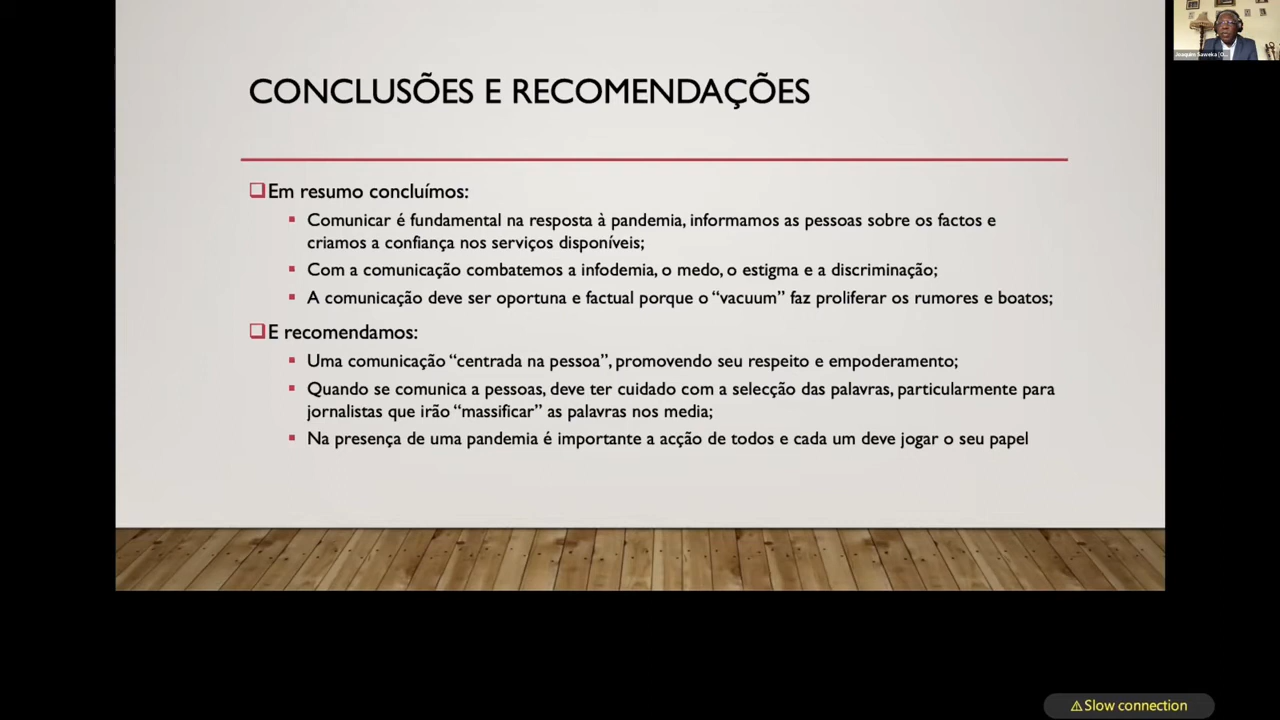 CONCLUSÕES E RECOMENDAÇÕES
Em resumo concluímos:
Comunicar é fundamental na resposta à pandemia, informamos as pessoas sobre os factos e
criamos a confiança nos serviços disponíveis;
Com a comunicação combatemos a infodemia, o medo, o estigma e a discriminação;
A comunicação deve ser oportuna e factual porque o “vacuum” faz proliferar os rumores e boatos;
E recomendamos:
Uma comunicação “centrada na pessoa”, promovendo seu respeito e empoderamento;
Quando se comunica a pessoas, deve ter cuidado com a selecção das palavras, particularmente para
jornalistas que irão “massificar” as palavras nos media;
Na presença de uma pandemia é importante a acção de todos e cada um deve jogar o seu papel
Joaquim Saweka
Slow connection